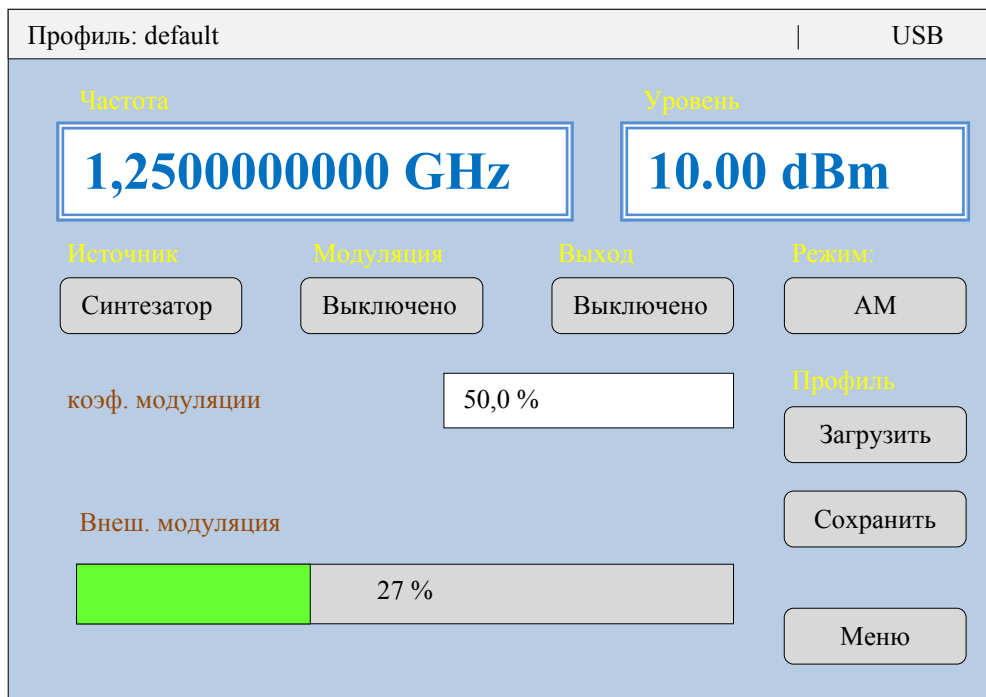 Профиль: default | USB
Частота Уровень
1,2500000000 GHz 10.00 dBm
Источник Модуляция Выход Режим:
Синтезатор Выключено Выключено AM
Профиль
коэф. модуляции 50,0 %
Загрузить
Внеш. модуляция Сохранить
27 %
Меню